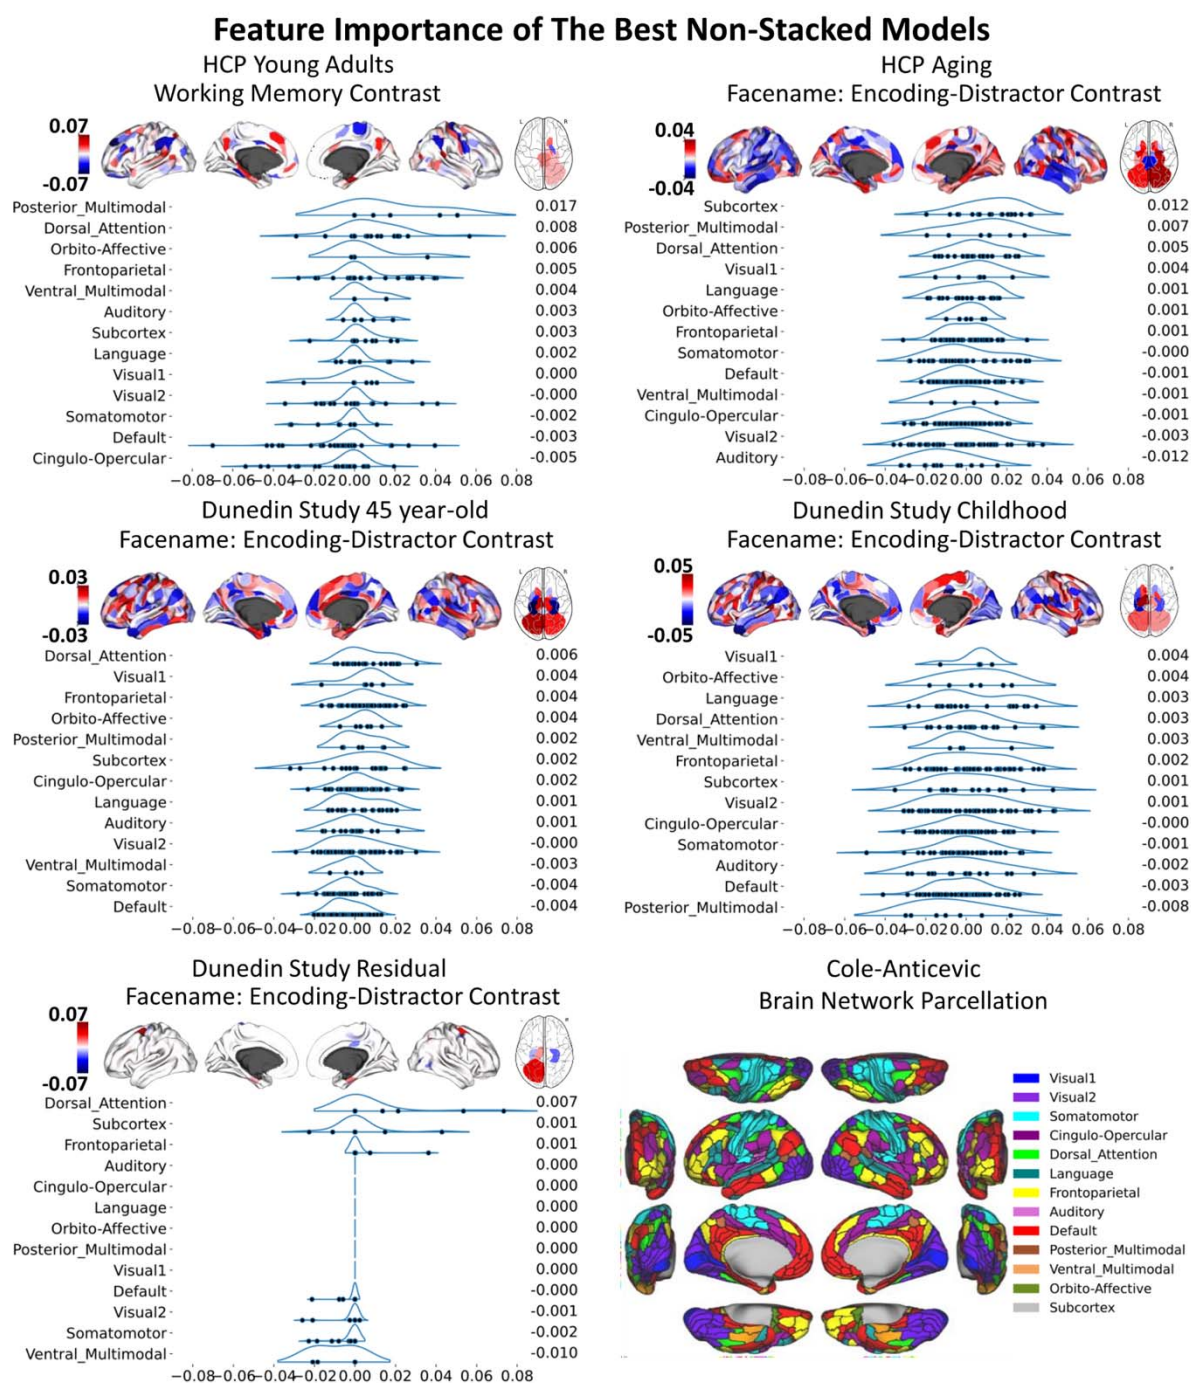 Feature Importance of The Best Non-Stacked Models
HCP Young Adults
Working Memory Contrast
0.07
-0.07
L R
Posterior_Multimodal 0.017
Dorsal_Attention 0.008
Orbito-Affective 0.006
Frontoparietal 0.005
Ventral_Multimodal 0.004
Auditory 0.003
Subcortex 0.003
Language 0.002
Visual1 0.000
Visual2 -0.000
Somatomotor -0.002
Default -0.003
Cingulo-Opercular -0.005
−0.08−0.06−0.04−0.02 0.00 0.02 0.04 0.06 0.08
HCP Aging
Facename: Encoding-Distractor Contrast
0.04
-0.04
L R
Subcortex 0.012
Posterior_Multimodal 0.007
Dorsal_Attention 0.005
Visual1 0.004
Language 0.001
Orbito-Affective 0.001
Frontoparietal 0.001
Somatomotor -0.000
Default -0.001
Ventral_Multimodal -0.001
Cingulo-Opercular -0.001
Visual2 -0.003
Auditory -0.012
−0.08−0.06−0.04−0.02 0.00 0.02 0.04 0.06 0.08
Dunedin Study 45 year-old
Facename: Encoding-Distractor Contrast
0.03
-0.03
L R
Dorsal_Attention 0.006
Visual1 0.004
Frontoparietal 0.004
Orbito-Affective 0.004
Posterior_Multimodal 0.002
Subcortex 0.002
Cingulo-Opercular 0.002
Language 0.001
Auditory 0.001
Visual2 -0.000
Ventral_Multimodal -0.003
Somatomotor -0.004
Default -0.004
−0.08−0.06−0.04−0.02 0.00 0.02 0.04 0.06 0.08
Dunedin Study Childhood
Facename: Encoding-Distractor Contrast
0.05
-0.05
L R
Visual1 0.004
Orbito-Affective 0.004
Language 0.003
Dorsal_Attention 0.003
Ventral_Multimodal 0.003
Frontoparietal 0.002
Subcortex 0.001
Visual2 0.001
Cingulo-Opercular -0.000
Somatomotor -0.001
Auditory -0.002
Default -0.003
Posterior_Multimodal -0.008
−0.08−0.06−0.04−0.02 0.00 0.02 0.04 0.06 0.08
Dunedin Study Residual
Facename: Encoding-Distractor Contrast
0.07
-0.07
L R
Dorsal_Attention 0.007
Subcortex 0.001
Frontoparietal 0.001
Auditory 0.000
Cingulo-Opercular 0.000
Language 0.000
Orbito-Affective 0.000
Posterior_Multimodal 0.000
Visual1 0.000
Default -0.000
Visual2 -0.001
Somatomotor -0.002
Ventral_Multimodal -0.010
−0.08−0.06−0.04−0.02 0.00 0.02 0.04 0.06 0.08
Cole-Anticevic
Brain Network Parcellation
Visual1
Visual2
Somatomotor
Cingulo-Opercular
Dorsal_Attention
Language
Frontoparietal
Auditory
Default
Posterior_Multimodal
Ventral_Multimodal
Orbito-Affective
Subcortex